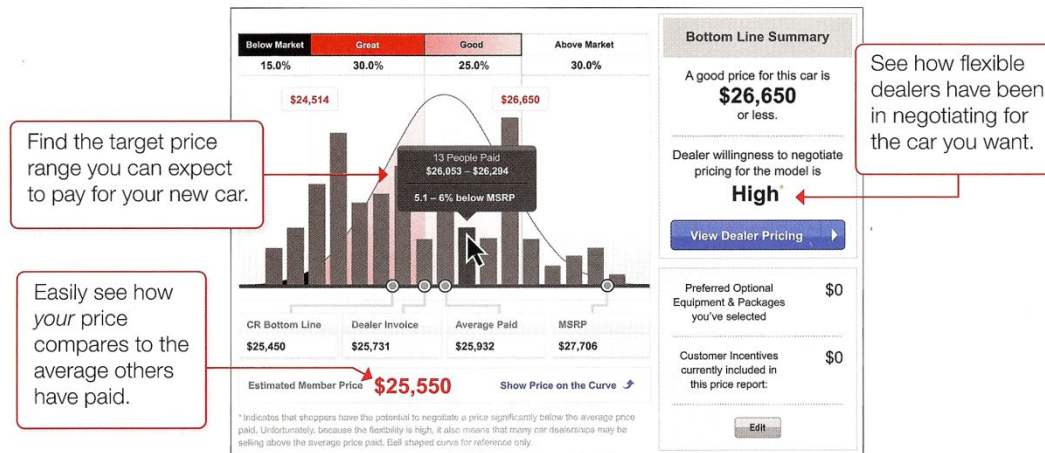 Below Market
Great
Good
Above Market
15.0%
30.0%
25.0%
30.0%
$24,514
$26,650
13 People Paid
$26,053 – $26,294
5.1 – 6% below MSRP
Find the target price
range you can expect
to pay for your new car.
Easily see how
your price
compares to the
average others
have paid.
CR Bottom Line
Dealer Invoice
Average Paid
MSRP
$25,450
$25,731
$25,932
$27,706
Estimated Member Price $25,550
Show Price on the Curve
* Indicates that shoppers have the potential to negotiate a price significantly below the average price
paid. Unfortunately, because the flexibility is high, it also means that many car dealerships may be
selling above the average price paid. Bell shaped curve for reference only.
Bottom Line Summary
A good price for this car is
$26,650
or less.
Dealer willingness to negotiate
pricing for the model is
High*
View Dealer Pricing
See how flexible
dealers have been
in negotiating for
the car you want.
Preferred Optional
Equipment & Packages
you've selected
$0
Customer Incentives
currently included in
this price report:
$0
Edit